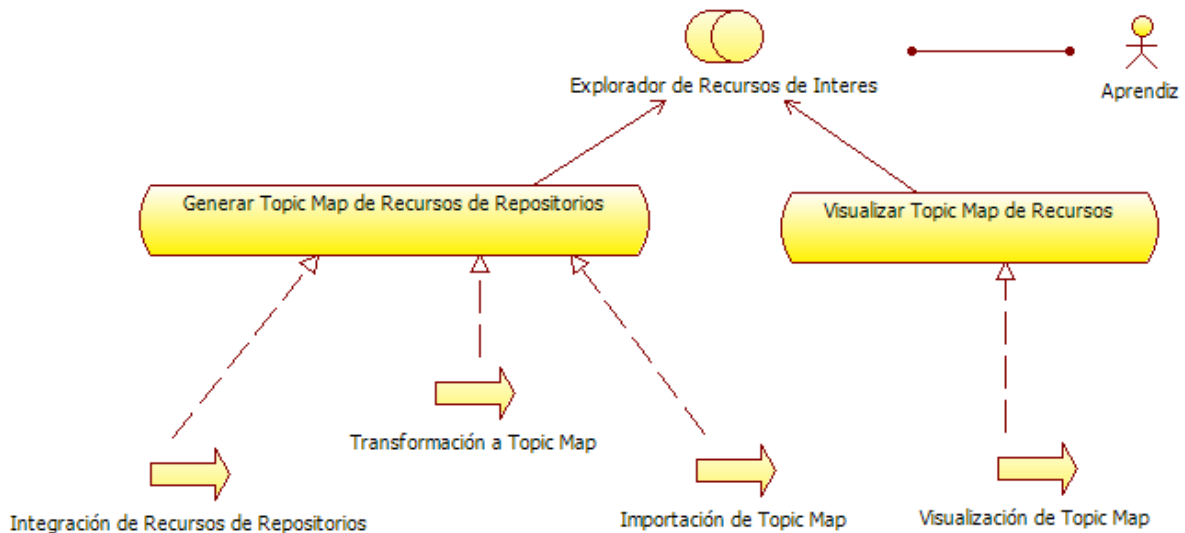 Explorador de Recursos de Interes
Aprendiz
Generar Topic Map de Recursos de Repositorios
Visualizar Topic Map de Recursos
Transformación a Topic Map
Integración de Recursos de Repositorios
Importación de Topic Map
Visualización de Topic Map